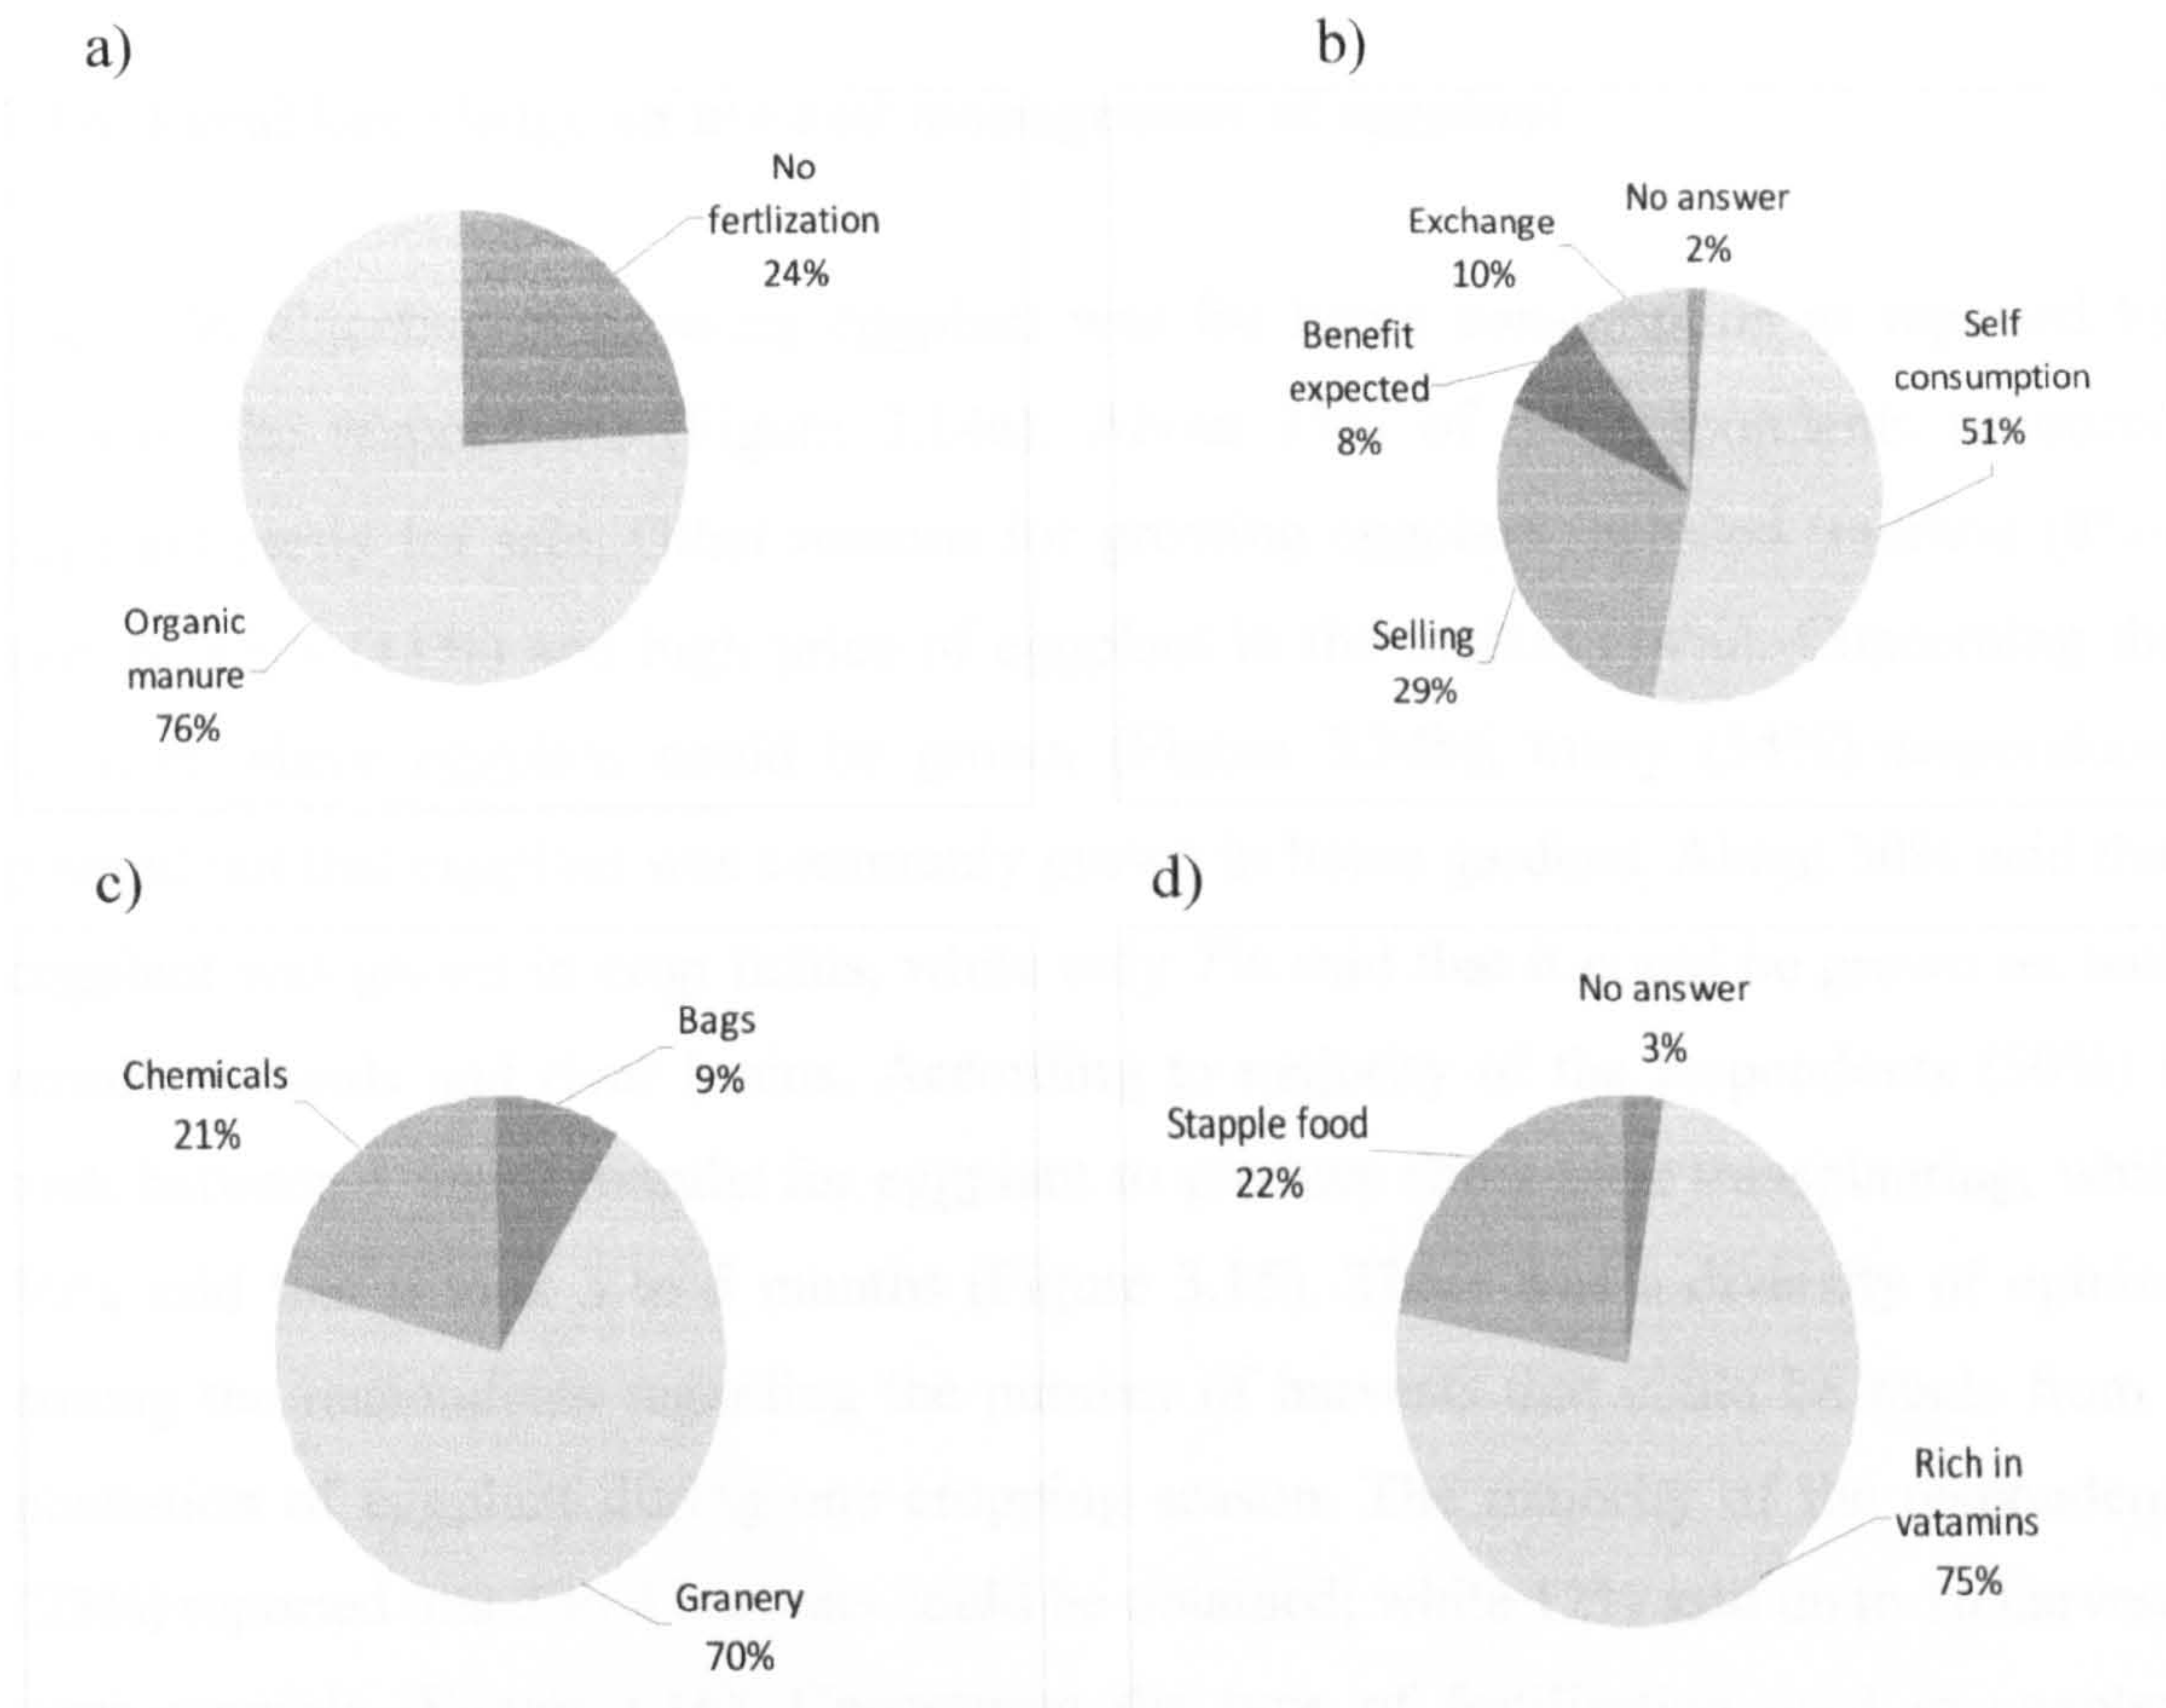 a)
No
fertlization
24%
Organic
manure
76%
b)
No answer
2%
Exchange
10%
Benefit
expected
8%
Self
consumption
51%
Selling
29%
c)
Bags
9%
Chemicals
21%
Granery
70%
d)
No answer
3%
Stapple food
22%
Rich in
vatamins
75%